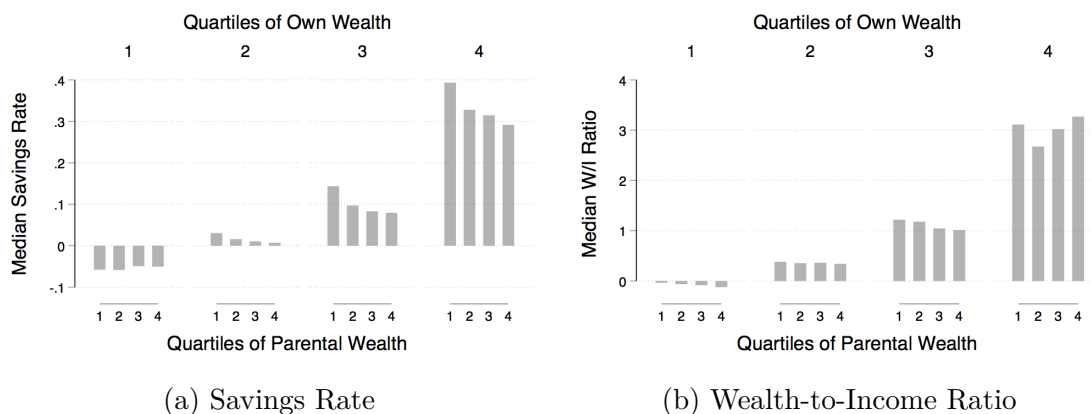 Quartiles of Own Wealth
1 2 3 4
Median Savings Rate
.4
.3
.2
.1
0
-.1
1 2 3 4 1 2 3 4 1 2 3 4 1 2 3 4
Quartiles of Parental Wealth
(a) Savings Rate
Quartiles of Own Wealth
1 2 3 4
Median W/I Ratio
4
3
2
1
0
1 2 3 4 1 2 3 4 1 2 3 4 1 2 3 4
Quartiles of Parental Wealth
(b) Wealth-to-Income Ratio